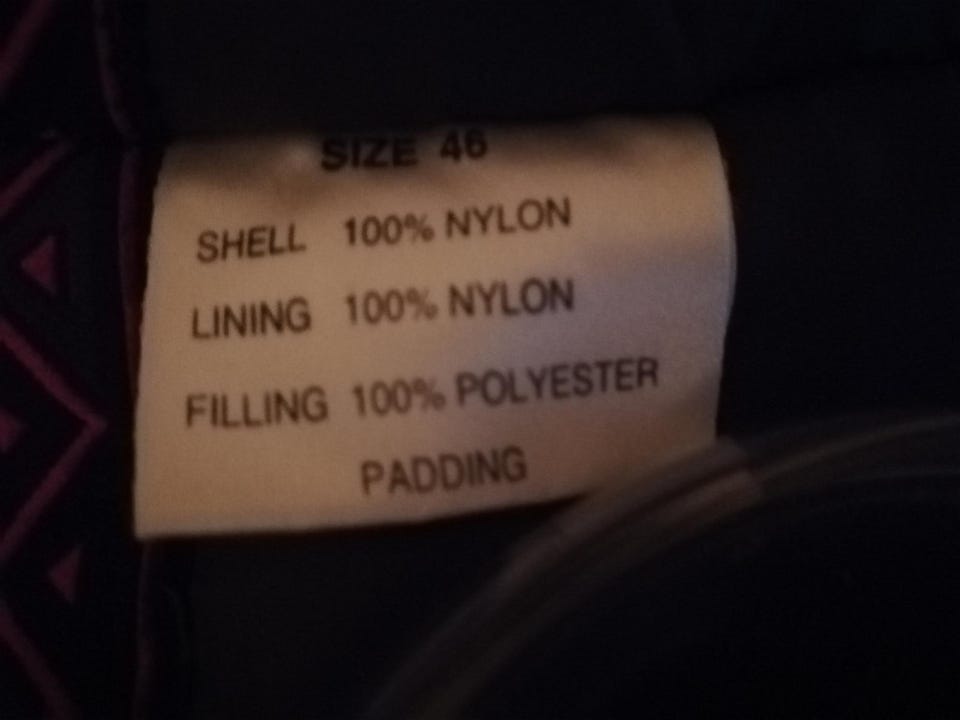 SIZE 46
SHELL 100% NYLON
LINING 100% NYLON
FILLING 100% POLYESTER
PADDING